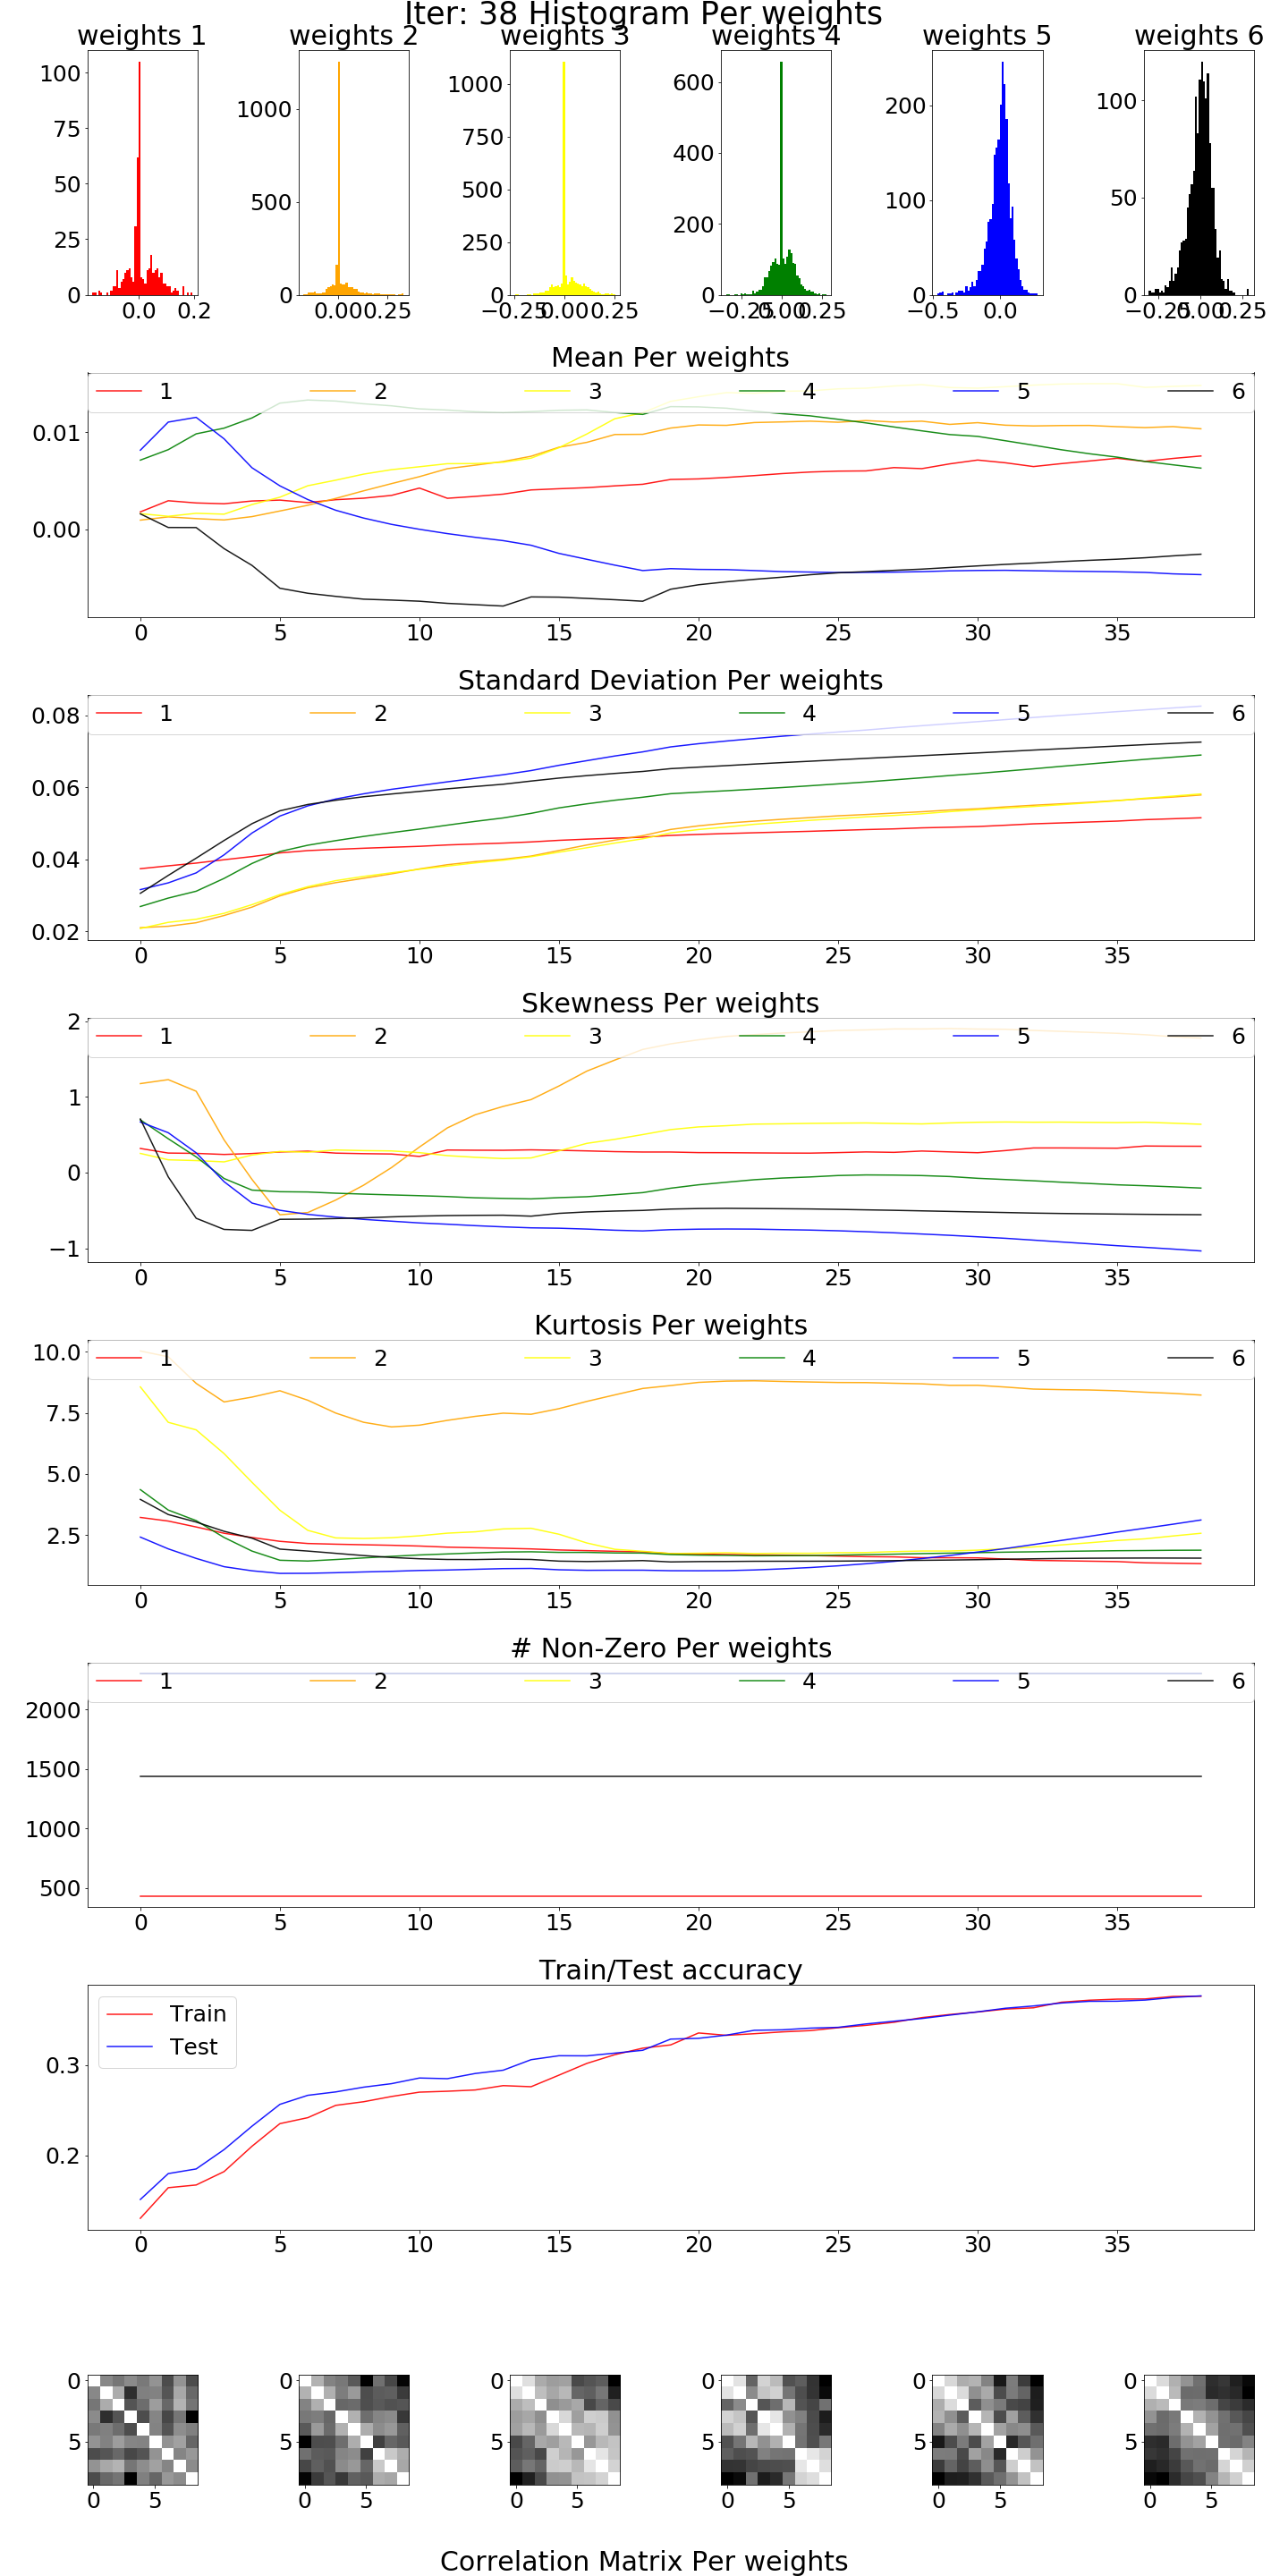 Iter: 38 Histogram Per weights
weights 1 weights 2 weights 3 weights 4 weights 5 weights 6
100
75
50
25
0
0.0 0.2
1000
500
0
0.00 0.25
1000
750
500
250
0
−0.25 0.00 0.25
600
400
200
0
−0.25 0.00 0.25
200
100
0
−0.5 0.0
100
50
0
−0.25 0.00 0.25
Mean Per weights
1 2 3 4 5 6
0.01
0.00
0 5 10 15 20 25 30 35
Standard Deviation Per weights
1 2 3 4 5 6
0.08
0.06
0.04
0.02
0 5 10 15 20 25 30 35
Skewness Per weights
1 2 3 4 5 6
2
1
0
−1
0 5 10 15 20 25 30 35
Kurtosis Per weights
1 2 3 4 5 6
10.0
7.5
5.0
2.5
0 5 10 15 20 25 30 35
# Non-Zero Per weights
1 2 3 4 5 6
2000
1500
1000
500
0 5 10 15 20 25 30 35
Train/Test accuracy
Train
Test
0.3
0.2
0 5 10 15 20 25 30 35
0 0 0 0 0 0
5 5 5 5 5 5
0 5 0 5 0 5 0 5 0 5 0 5
Correlation Matrix Per weights